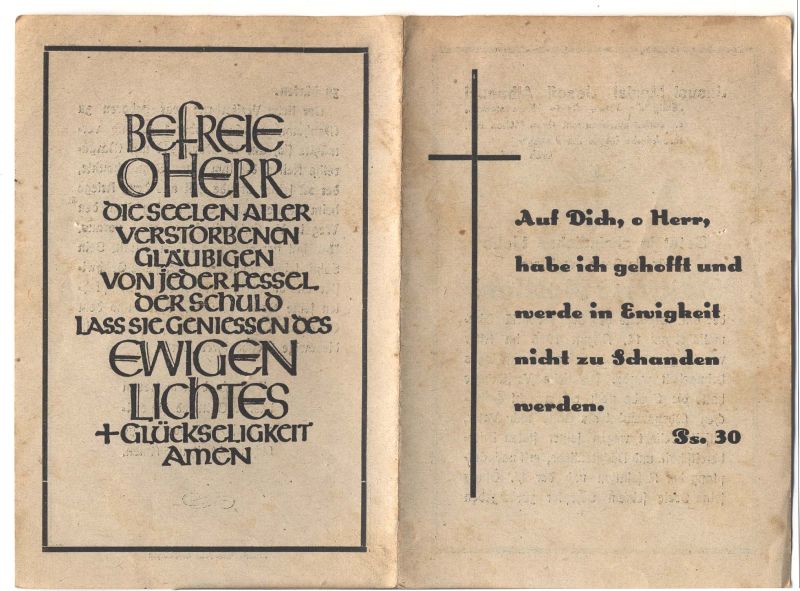 BEFREIE
O HERR
DIE SEELEN ALLER
VERSTORBENEN
GLÄUBIGEN
VON JEDER FESSEL
DER SCHULD
LASS SIE GENIESSEN DES
EWIGEN
LICHTES
+ GLÜCKSELIGKEIT
AMEN
Auf Dich, o Herr,
habe ich gehofft und
werde in Ewigkeit
nicht zu Schanden
werden.
Ps. 30